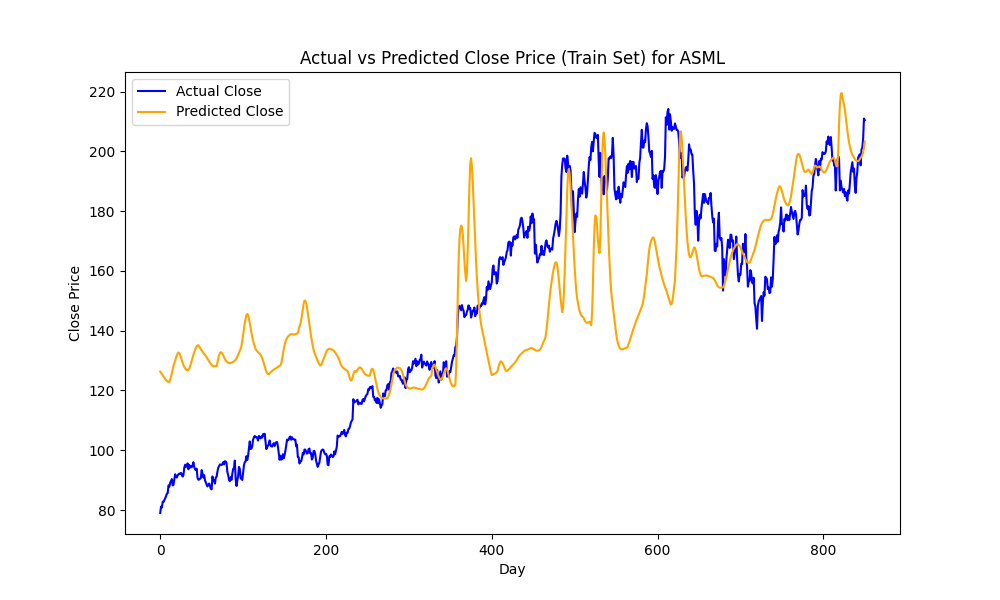 Actual vs Predicted Close Price (Train Set) for ASML
Actual Close
Predicted Close
220
200
180
160
140
120
100
80
Close Price
0 200 400 600 800
Day